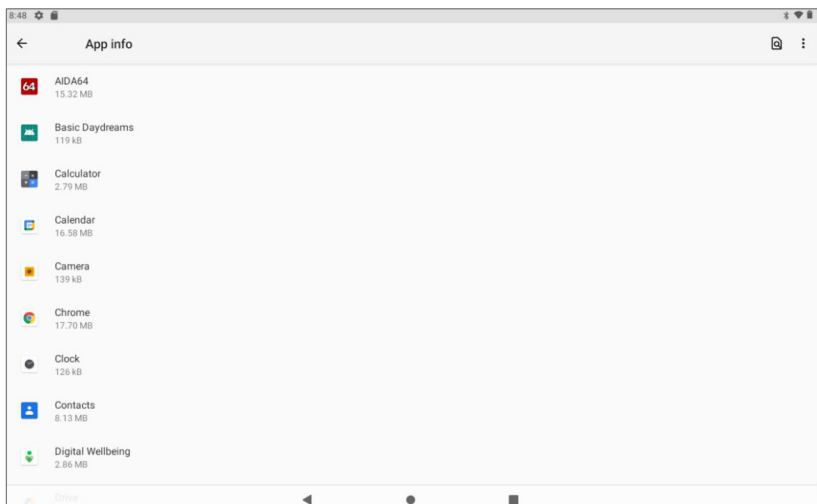 8:48
App info
64
AIDA64
15.32 MB
Basic Daydreams
119 kB
Calculator
2.79 MB
Calendar
16.58 MB
Camera
139 kB
Chrome
17.70 MB
Clock
126 kB
Contacts
8.13 MB
Digital Wellbeing
2.86 MB
Drive